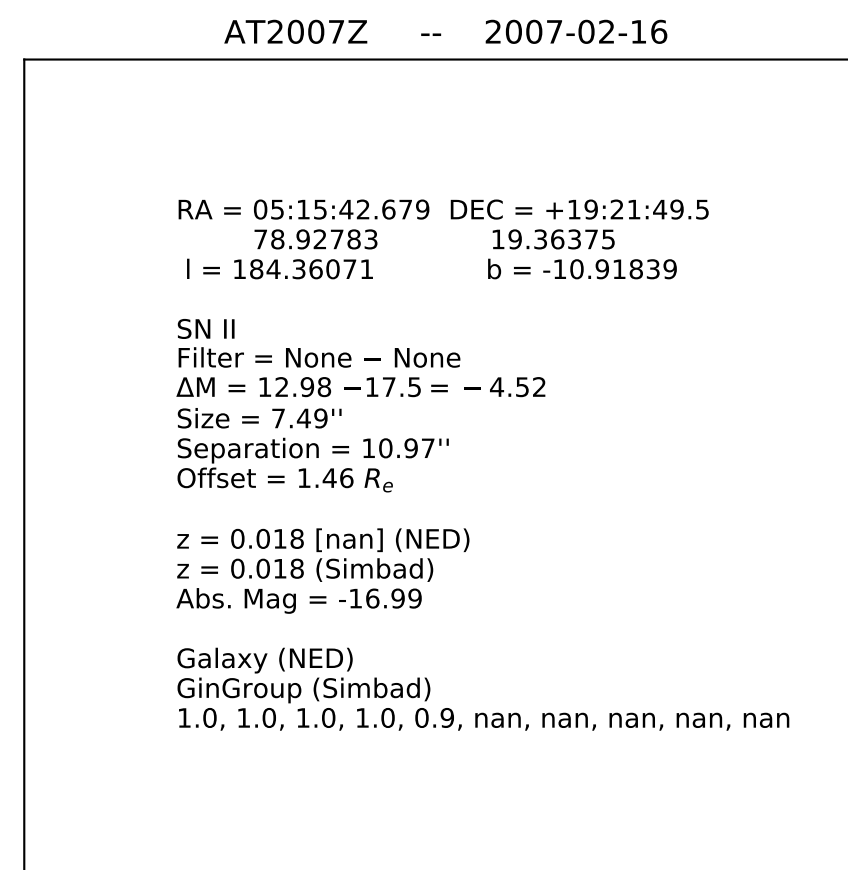 AT2007Z -- 2007-02-16
RA = 05:15:42.679 DEC = +19:21:49.5
78.92783 19.36375
l = 184.36071 b = -10.91839
SN II
Filter = None − None
ΔM = 12.98 −17.5 = −4.52
Size = 7.49''
Separation = 10.97''
Offset = 1.46 Rₑ
z = 0.018 [nan] (NED)
z = 0.018 (Simbad)
Abs. Mag = -16.99
Galaxy (NED)
GinGroup (Simbad)
1.0, 1.0, 1.0, 1.0, 0.9, nan, nan, nan, nan, nan